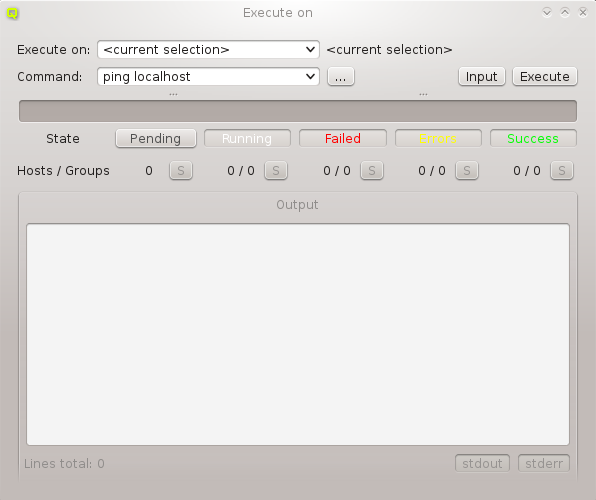 Execute on
Execute on: <current selection> <current selection>
Command: ping localhost ... Input Execute
... ...
State Pending Running Failed Errors Success
Hosts / Groups 0 S 0 / 0 S 0 / 0 S 0 / 0 S 0 / 0 S
Output
Lines total: 0 stdout stderr